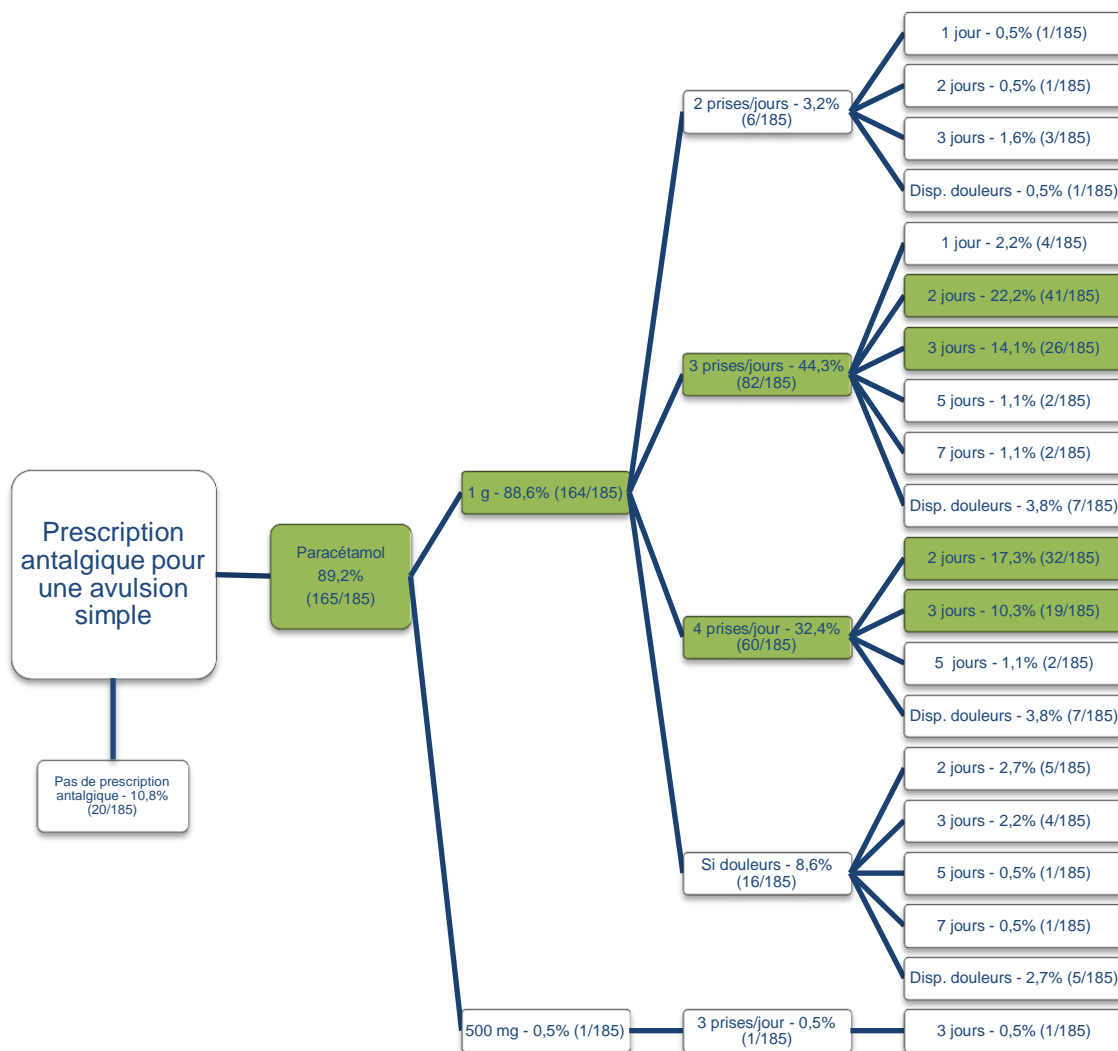 Prescription
antalgique pour
une avulsion
simple
Pas de prescription
antalgique - 10,8%
(20/185)
Paracétamol
89,2%
(165/185)
1 g - 88,6% (164/185)
500 mg - 0,5% (1/185)
2 prises/jours - 3,2%
(6/185)
3 prises/jours - 44,3%
(82/185)
4 prises/jour - 32,4%
(60/185)
Si douleurs - 8,6%
(16/185)
3 prises/jour - 0,5%
(1/185)
1 jour - 0,5% (1/185)
2 jours - 0,5% (1/185)
3 jours - 1,6% (3/185)
Disp. douleurs - 0,5% (1/185)
1 jour - 2,2% (4/185)
2 jours - 22,2% (41/185)
3 jours - 14,1% (26/185)
5 jours - 1,1% (2/185)
7 jours - 1,1% (2/185)
Disp. douleurs - 3,8% (7/185)
2 jours - 17,3% (32/185)
3 jours - 10,3% (19/185)
5 jours - 1,1% (2/185)
Disp. douleurs - 3,8% (7/185)
2 jours - 2,7% (5/185)
3 jours - 2,2% (4/185)
5 jours - 0,5% (1/185)
7 jours - 0,5% (1/185)
Disp. douleurs - 2,7% (5/185)
3 jours - 0,5% (1/185)